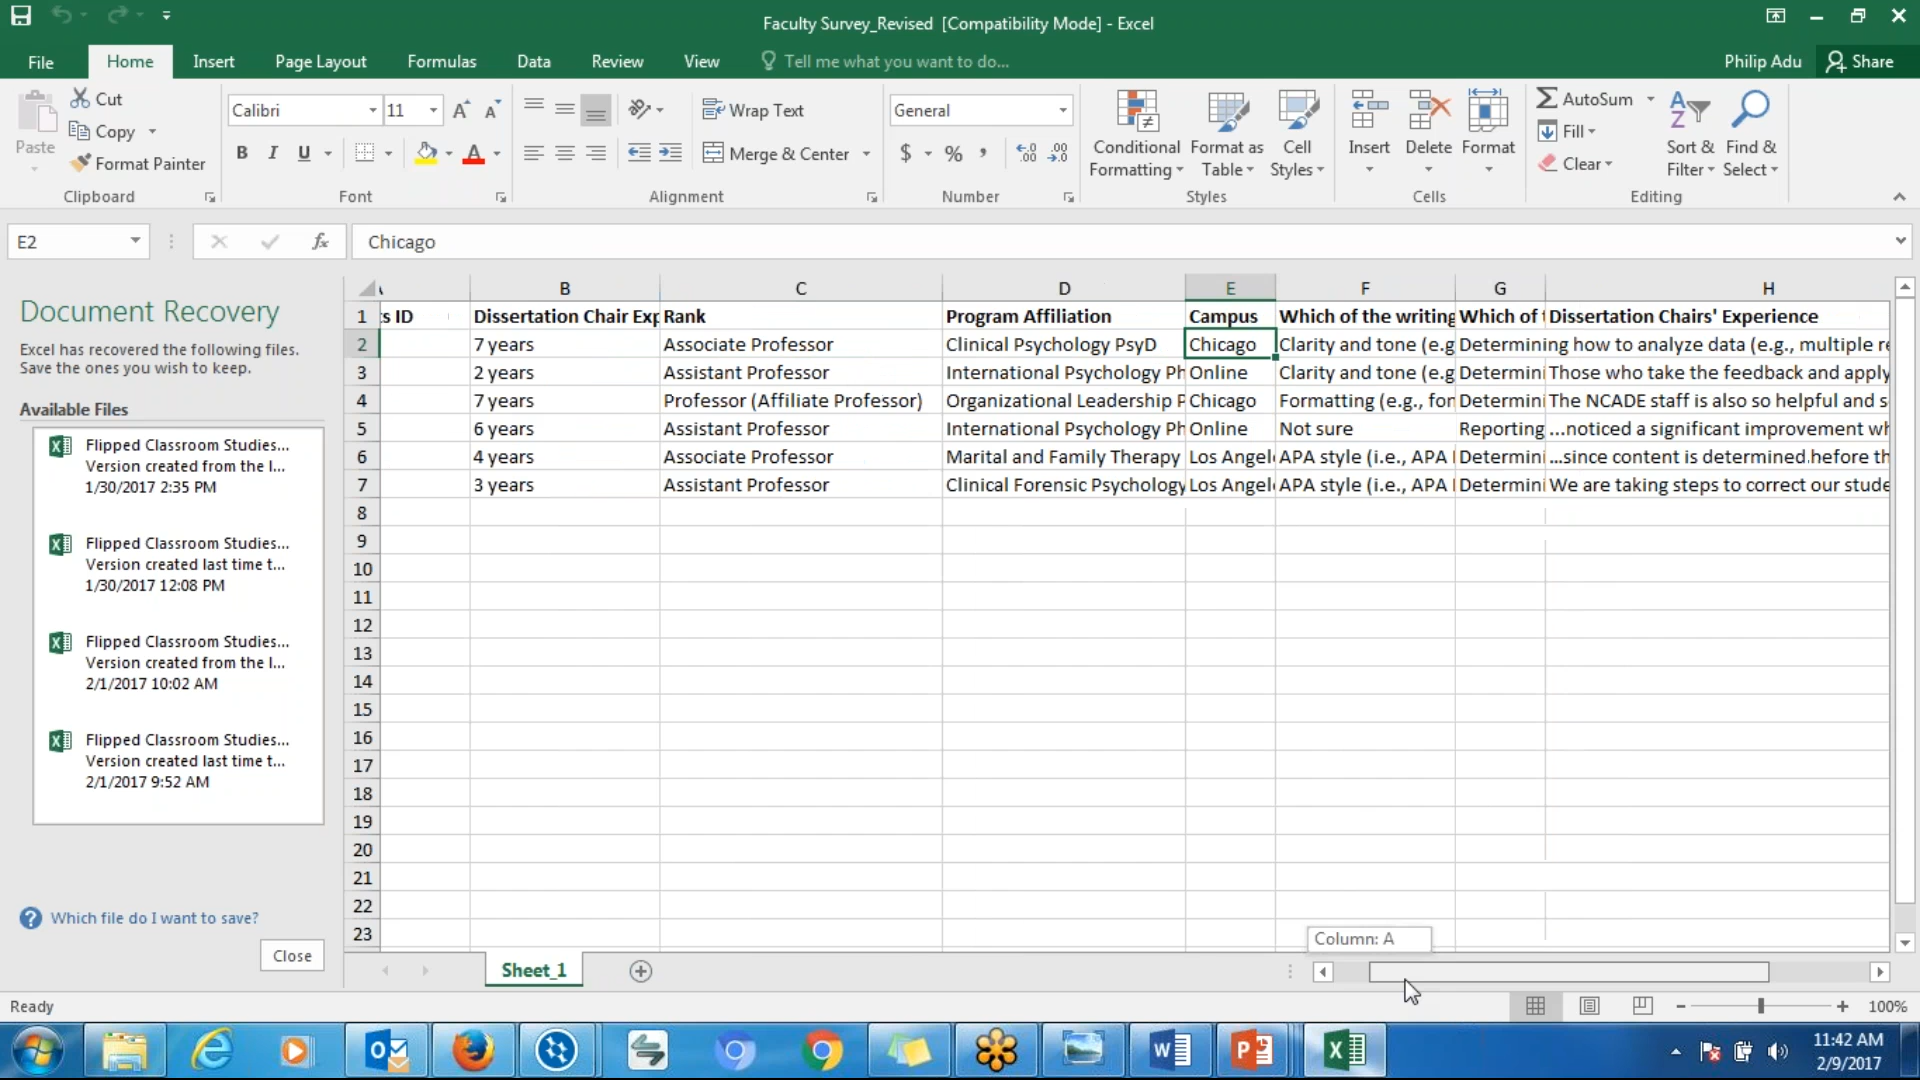 Faculty Survey_Revised [Compatibility Mode] - Excel
File Home Insert Page Layout Formulas Data Review View Tell me what you want to do... Philip Adu Share
Paste Cut Copy Format Painter Clipboard
Calibri 11 B I U Font
Wrap Text Merge & Center Alignment
General $ % Number
Conditional Formatting Format as Table Cell Styles Styles
Insert Delete Format Cells
AutoSum Fill Clear Sort & Filter Find & Select Editing
E2 fx Chicago
Document Recovery
Excel has recovered the following files.
Save the ones you wish to keep.
Available Files
Flipped Classroom Studies...
Version created from the l...
1/30/2017 2:35 PM
Flipped Classroom Studies...
Version created last time t...
1/30/2017 12:08 PM
Flipped Classroom Studies...
Version created from the l...
2/1/2017 10:02 AM
Flipped Classroom Studies...
Version created last time t...
2/1/2017 9:52 AM
Which file do I want to save?
Close
B C D E F G H
1 ID Dissertation Chair Exp Rank Program Affiliation Campus Which of the writing Which of Dissertation Chairs' Experience
2 7 years Associate Professor Clinical Psychology PsyD Chicago Clarity and tone (e.g Determining how to analyze data (e.g., multiple re
3 2 years Assistant Professor International Psychology Ph Online Clarity and tone (e.g Determini Those who take the feedback and apply
4 7 years Professor (Affiliate Professor) Organizational Leadership P Chicago Formatting (e.g., for Determini The NCADE staff is also so helpful and s
5 6 years Assistant Professor International Psychology Ph Online Not sure Reporting ...noticed a significant improvement wh
6 4 years Associate Professor Marital and Family Therapy Los Angel APA style (i.e., APA Determini ...since content is determined before th
7 3 years Assistant Professor Clinical Forensic Psychology Los Angel APA style (i.e., APA Determini We are taking steps to correct our stude
8
9
10
11
12
13
14
15
16
17
18
19
20
21
22
23
Column: A
Sheet_1
Ready 100%
11:42 AM
2/9/2017